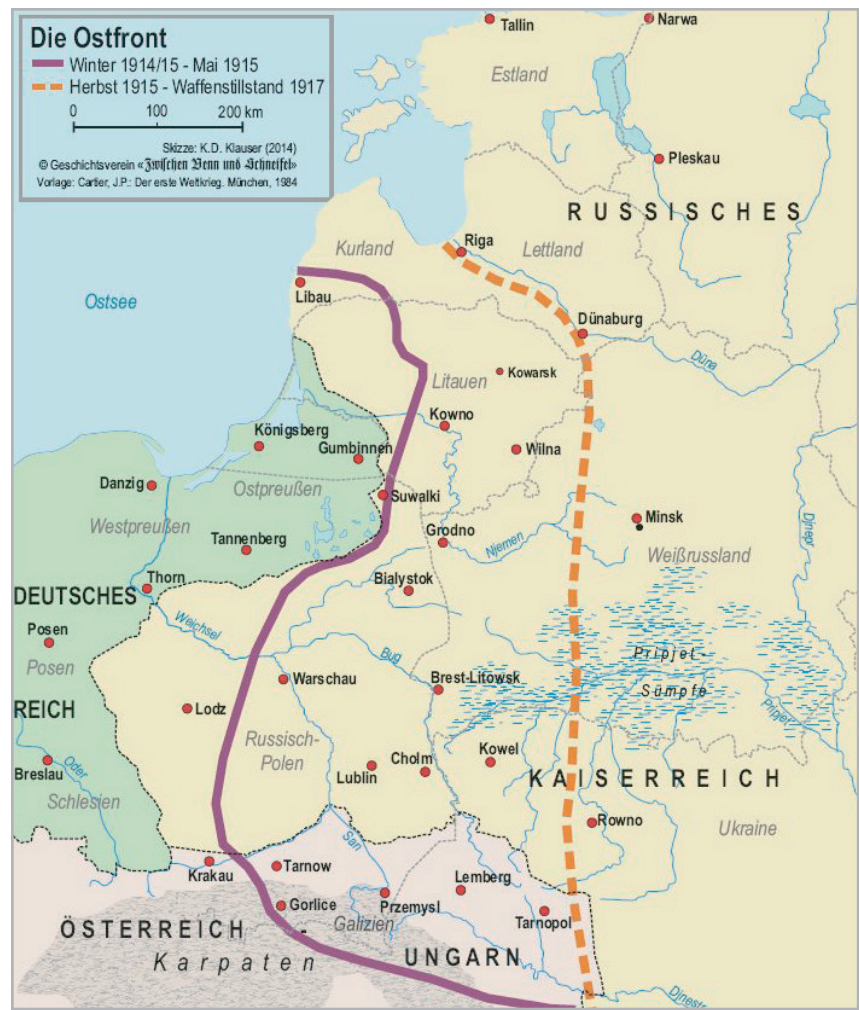 Die Ostfront
Winter 1914/15 - Mai 1915
Herbst 1915 - Waffenstillstand 1917
0 100 200 km
Skizze: K.D. Klauser (2014)
© Geschichtsverein «Zwischen Venn und Schneifel»
Vorlage: Cartier, J.P.: Der erste Weltkrieg. München, 1984
Tallin
Narwa
Estland
Pleskau
RUSSISCHES
Riga
Kurland
Lettland
Ostsee
Libau
Dünaburg
Düna
Kowarsk
Litauen
Kowno
Königsberg
Gumbinnen
Wilna
Danzig
Ostpreußen
Suwalki
Westpreußen
Minsk
Dnjepr
Tannenberg
Grodno
Njemen
Weißrussland
Thorn
Bialystok
DEUTSCHES
Weichsel
Posen
Bug
Pripjet-
Posen
Warschau
Brest-Litowsk
Sümpfe
REICH
Lodz
Pripjet
Russisch-
Polen
Kowel
Cholm
Lublin
Breslau
Oder
KAISERREICH
Schlesien
Rowno
Ukraine
San
Krakau
Tarnow
Lemberg
Gorlice
Przemysl
Galizien
Tarnopol
ÖSTERREICH -
UNGARN
Karpaten
Djnestr